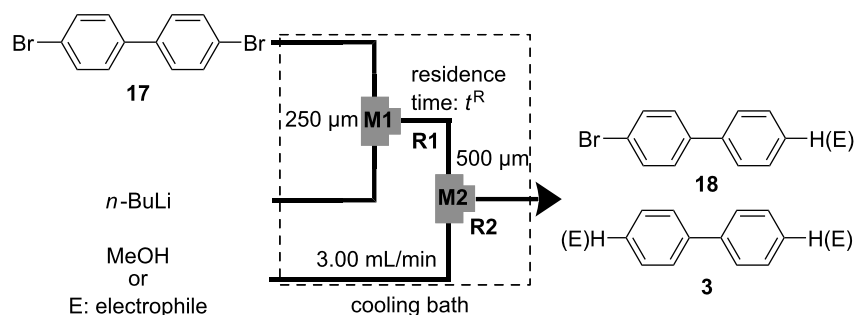 Br
Br
17
residence
time: tR
250 µm
M1
R1
500 µm
n-BuLi
M2
R2
MeOH
or
E: electrophile
3.00 mL/min
cooling bath
Br
H(E)
18
(E)H
H(E)
3